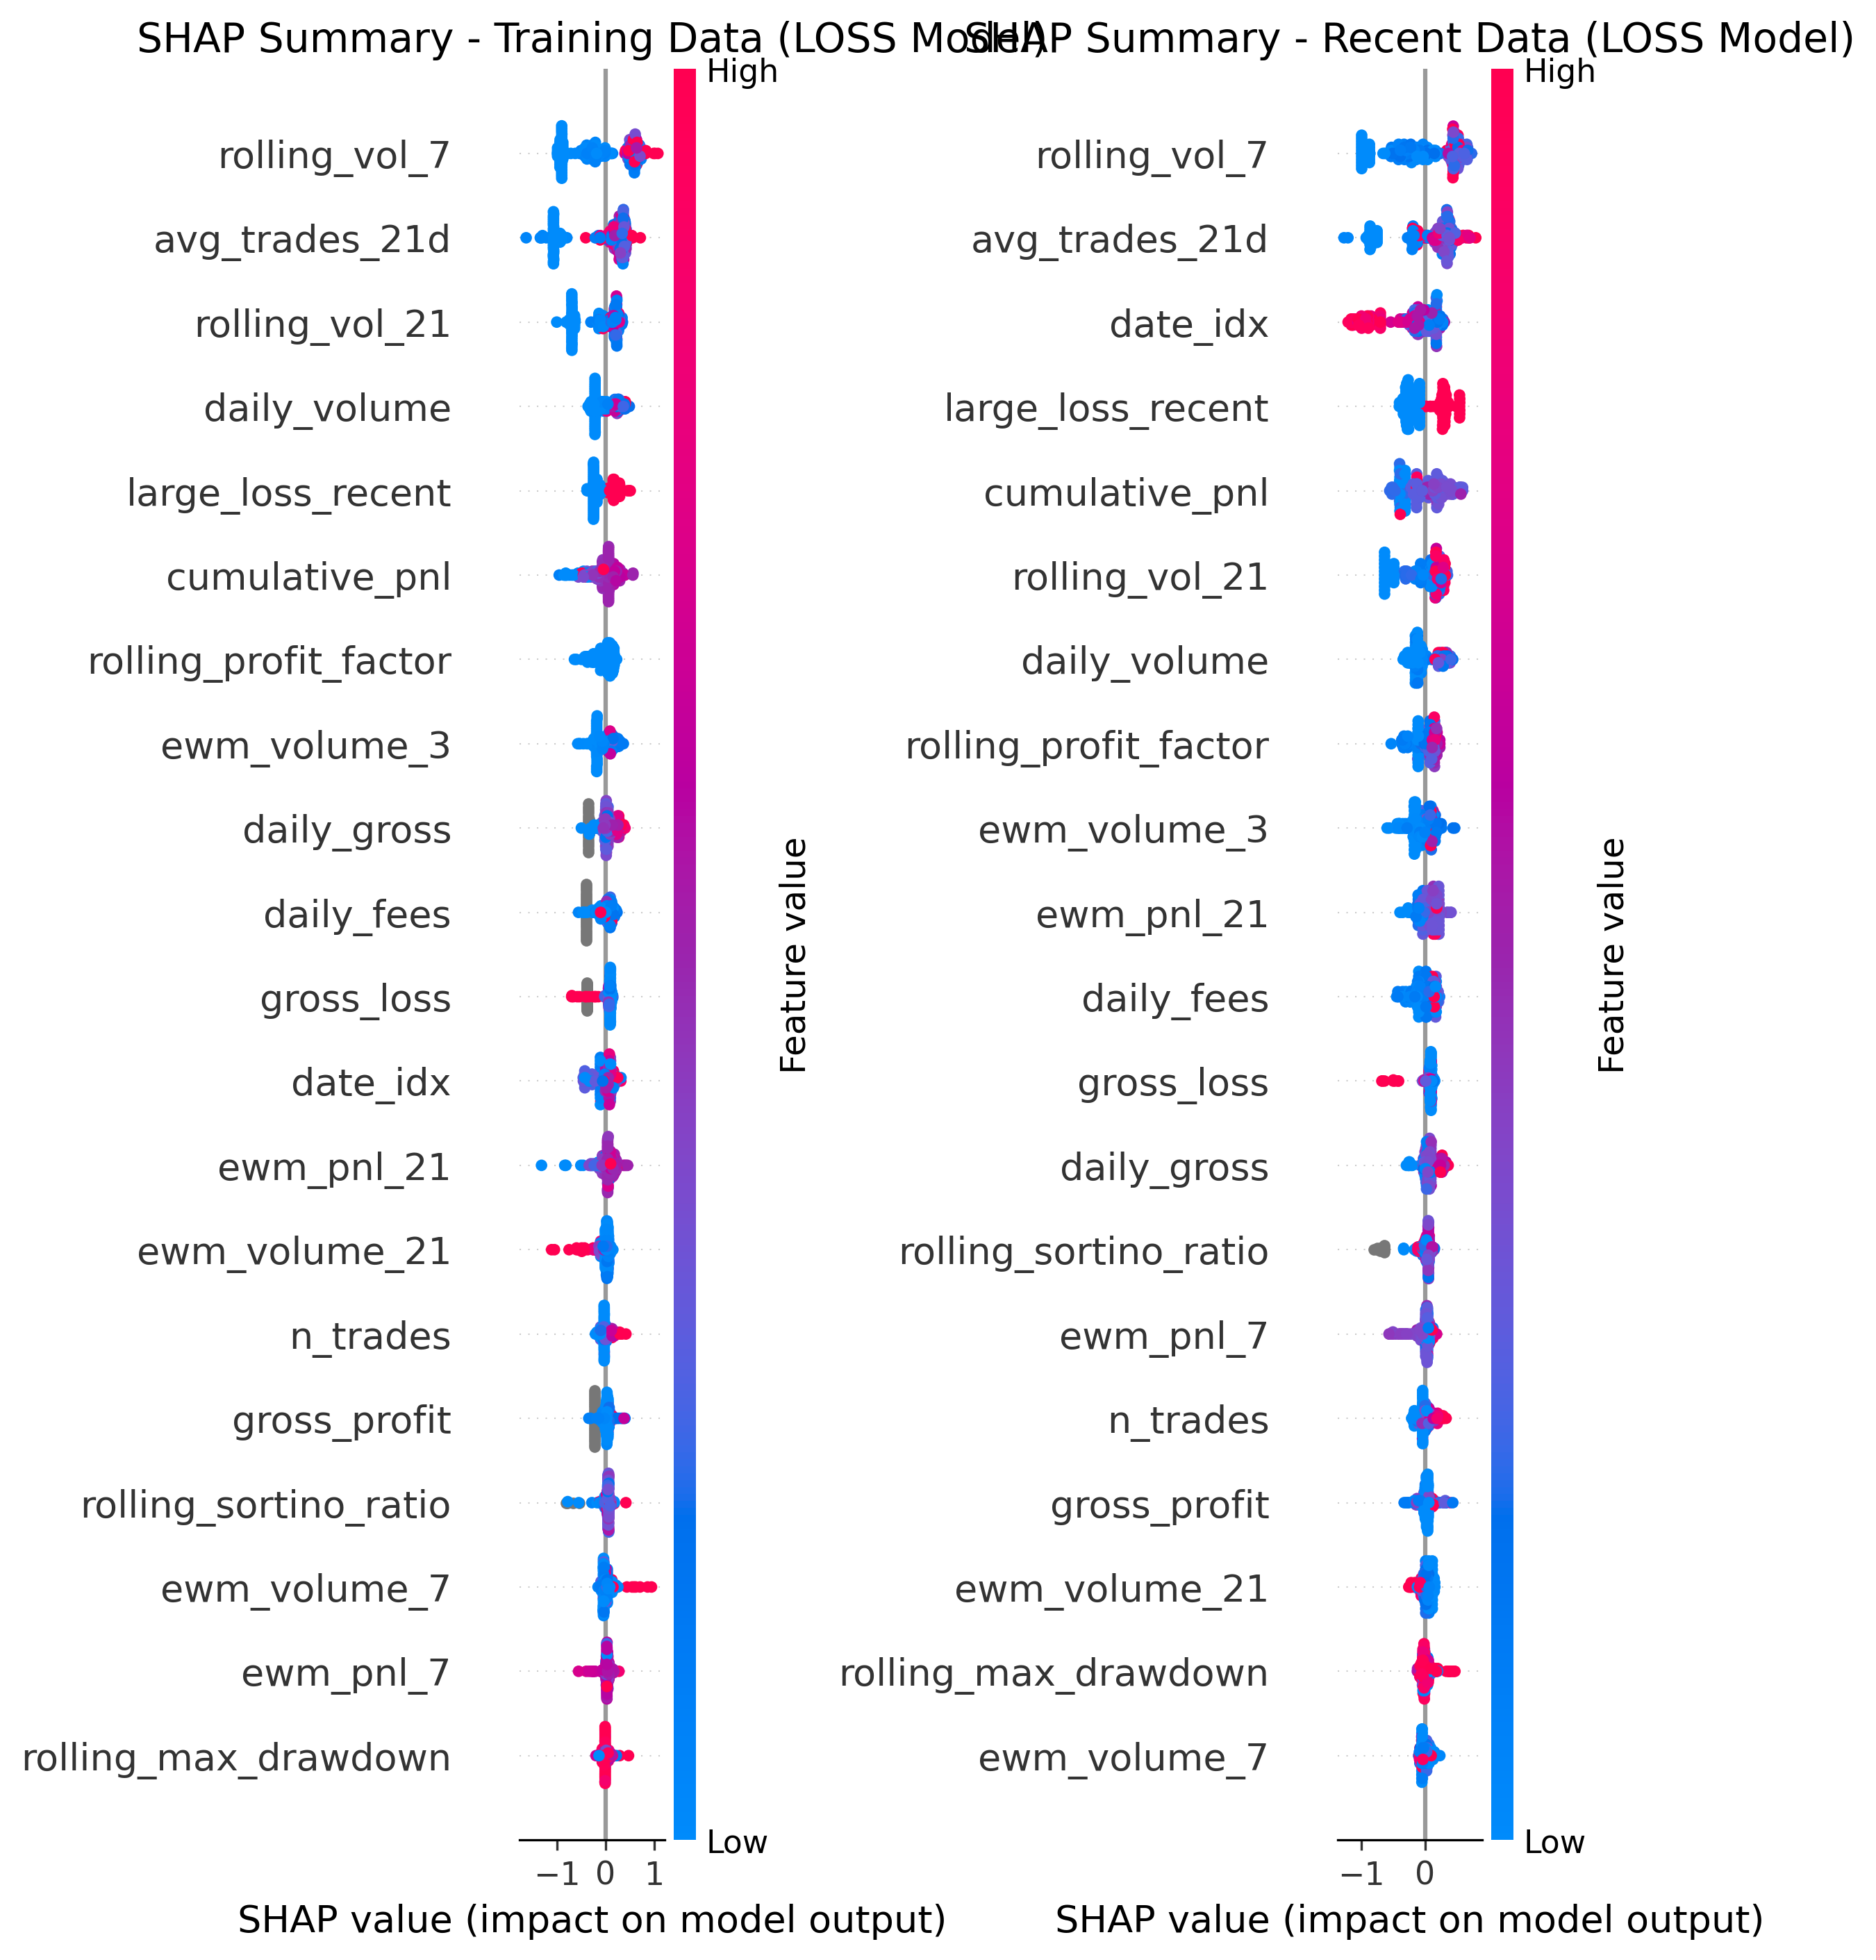 SHAP Summary - Training Data (LOSS Model)
High
rolling_vol_7
avg_trades_21d
rolling_vol_21
daily_volume
large_loss_recent
cumulative_pnl
rolling_profit_factor
ewm_volume_3
daily_gross
daily_fees
gross_loss
date_idx
ewm_pnl_21
ewm_volume_21
n_trades
gross_profit
rolling_sortino_ratio
ewm_volume_7
ewm_pnl_7
rolling_max_drawdown
Feature value
Low
−1 0 1
SHAP value (impact on model output)
SHAP Summary - Recent Data (LOSS Model)
High
rolling_vol_7
avg_trades_21d
date_idx
large_loss_recent
cumulative_pnl
rolling_vol_21
daily_volume
rolling_profit_factor
ewm_volume_3
ewm_pnl_21
daily_fees
gross_loss
daily_gross
rolling_sortino_ratio
ewm_pnl_7
n_trades
gross_profit
ewm_volume_21
rolling_max_drawdown
ewm_volume_7
Feature value
Low
−1 0
SHAP value (impact on model output)